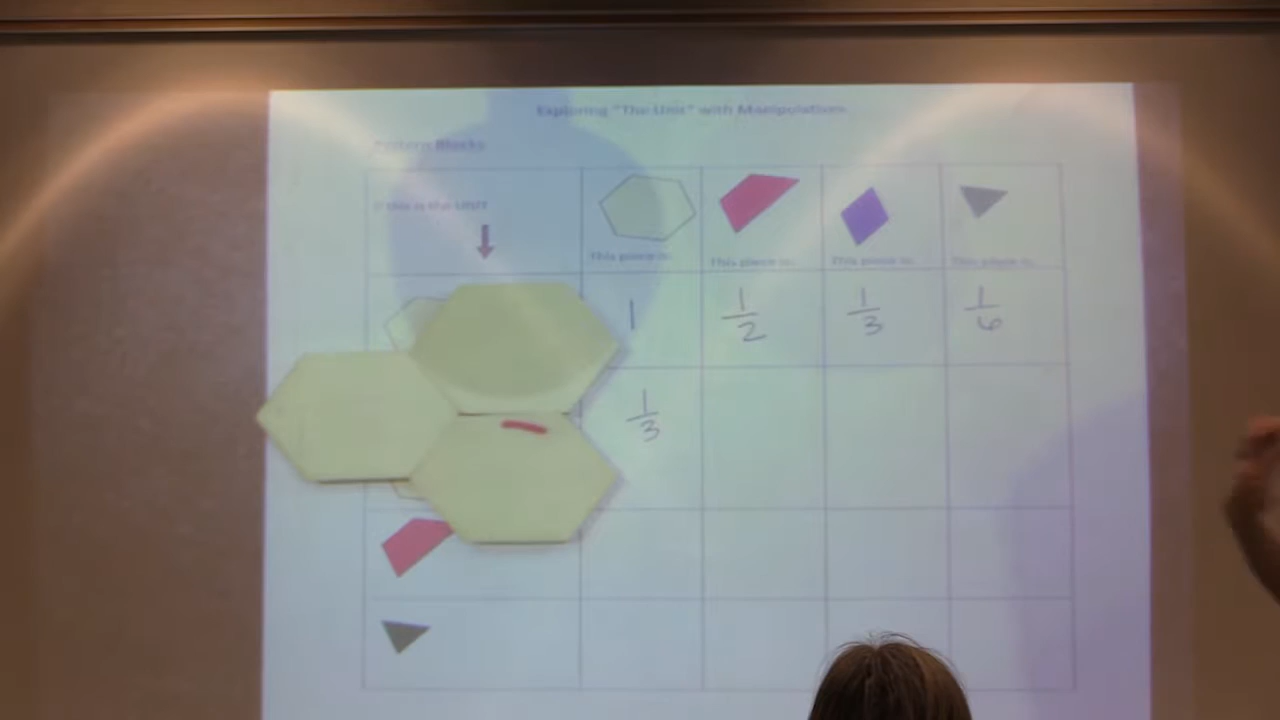 Exploring "The Unit" with Manipulatives
Pattern Blocks
If this is the UNIT
This piece is: This piece is: This piece is: This piece is:
1 1/2 1/3 1/6
1/3